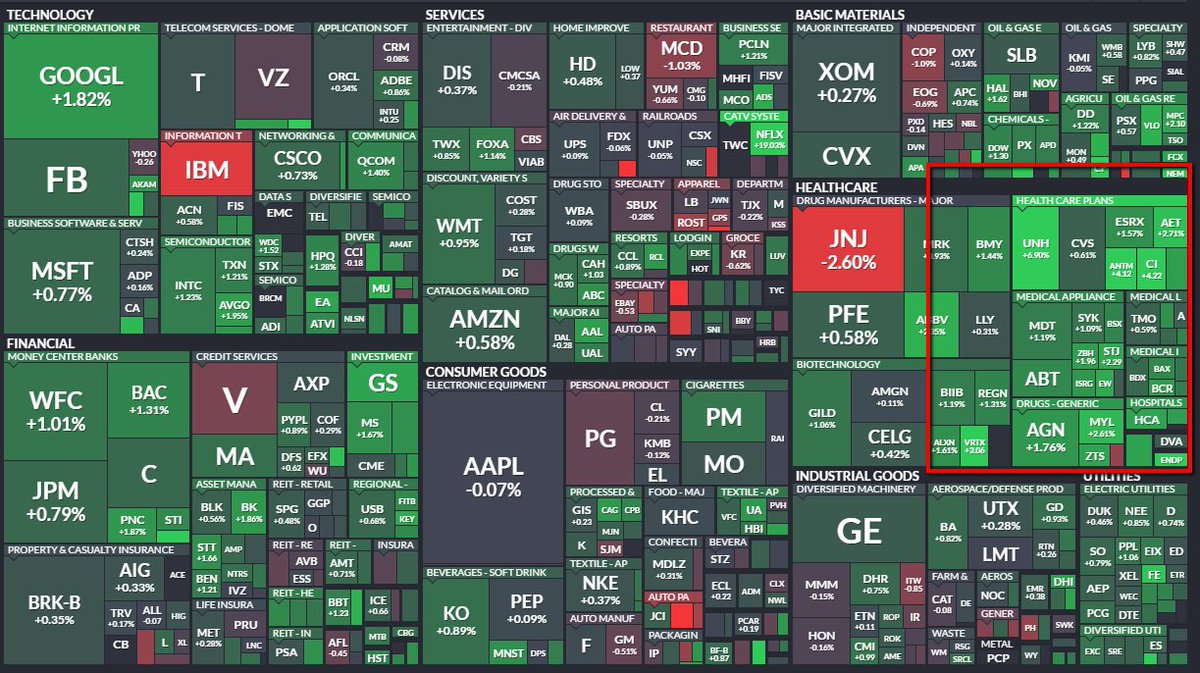 TECHNOLOGY
INTERNET INFORMATION PR
GOOGL
+1.82%
FB
YHOO
-0.26
AKAM
TELECOM SERVICES - DOME
T
VZ
APPLICATION SOFT
ORCL
+0.34%
CRM
-0.08%
ADBE
+0.86%
INTU
+0.25
INFORMATION T
IBM
ACN
+0.58%
FIS
NETWORKING &
CSCO
+0.73%
COMMUNICA
QCOM
+1.40%
BUSINESS SOFTWARE & SERV
MSFT
+0.77%
CTSH
+0.24%
ADP
+0.16%
CA
SEMICONDUCTOR
INTC
+1.23%
TXN
+1.21%
AVGO
+1.95%
DATA S
EMC
WDC
+1.52
STX
DIVERSIFIE
TEL
HPQ
+1.28%
SEMICO
BRCM
ADI
SEMICO
AMAT
DIVER
CCI
-0.18
MU
EA
ATVI
NLSN
FINANCIAL
MONEY CENTER BANKS
WFC
+1.01%
BAC
+1.31%
JPM
+0.79%
C
PNC
+1.87%
STI
CREDIT SERVICES
V
AXP
MA
PYPL
+0.89%
COF
+0.29%
DFS
+0.62
EFX
WU
INVESTMENT
GS
MS
+1.67%
CME
ASSET MANA
BLK
+0.56%
BK
+1.86%
STT
+1.66
AMP
BEN
+1.21
NTRS
IVZ
REIT - RETAIL
SPG
+0.48%
GGP
O
REGIONAL -
USB
+0.68%
FITB
KEY
PROPERTY & CASUALTY INSURANCE
BRK-B
+0.35%
AIG
+0.33%
ACE
TRV
+0.17%
ALL
-0.07
HIG
CB
L
XL
LIFE INSURA
MET
+0.28%
PRU
LNC
REIT - RE
AVB
ESS
REIT -
AMT
+0.71%
INSURA
REIT - HE
BBT
+1.23
ICE
+0.66
REIT - IN
PSA
AFL
-0.45
MTB
CBG
HST
SERVICES
ENTERTAINMENT - DIV
DIS
+0.37%
CMCSA
-0.21%
TWX
+0.85%
FOXA
+1.14%
CBS
VIAB
HOME IMPROVE
HD
+0.48%
LOW
+0.37
RESTAURANT
MCD
-1.03%
YUM
-0.66%
CMG
-0.10
BUSINESS SE
PCLN
+1.21%
MHFI
FISV
MCO
ADS
AIR DELIVERY &
UPS
+0.09%
FDX
-0.06%
RAILROADS
UNP
-0.05%
CSX
NSC
CATV SYSTE
TWC
NFLX
+19.03%
DISCOUNT, VARIETY S
WMT
+0.95%
COST
+0.28%
TGT
+0.18%
DG
DRUG STO
WBA
+0.09%
SPECIALTY
SBUX
-0.28%
APPAREL
LB
JWN
ROST
GPS
DEPARTM
TJX
-0.22%
M
KSS
DRUGS W
MCK
+0.90
CAH
+1.03
ABC
RESORTS
CCL
+0.89%
RCL
LODGIN
EXPE
HOT
GROCE
KR
-0.62%
LUV
CATALOG & MAIL ORD
AMZN
+0.58%
MAJOR AI
DAL
+0.28
AAL
UAL
SPECIALTY
EBAY
-0.53
AUTO PA
SYY
SNI
BBY
TYC
HRB
CONSUMER GOODS
ELECTRONIC EQUIPMENT
AAPL
-0.07%
PERSONAL PRODUCT
PG
CL
-0.21%
KMB
-0.12%
EL
CIGARETTES
PM
MO
RAI
BEVERAGES - SOFT DRINK
KO
+0.89%
PEP
+0.09%
MNST
DPS
PROCESSED &
GIS
+0.23
CAG
CPB
MJN
K
SJM
FOOD - MAJ
KHC
TEXTILE - AP
VFC
UA
PVH
HBI
TEXTILE - AP
NKE
+0.37%
CONFECTI
MDLZ
+0.31%
BEVERA
STZ
AUTO MANUF
F
GM
-0.51%
AUTO PA
JCI
PACKAGIN
IP
ECL
+0.22
ADM
CLX
NWL
PCAR
+0.19
BF-B
+0.87
BASIC MATERIALS
MAJOR INTEGRATED
XOM
+0.27%
CVX
INDEPENDENT
COP
-1.09%
OXY
+0.14%
EOG
-0.69%
APC
+0.74%
PXD
-0.14
HES
NBL
DVN
APA
OIL & GAS E
SLB
HAL
+1.62
BHI
NOV
OIL & GAS
KMI
-0.05%
WMB
+0.58
SE
SPECIALTY
LYB
+0.82%
SHW
+0.47
PPG
SIAL
CHEMICALS -
DOW
+1.30
PX
APD
AGRICU
DD
+1.22%
MON
+0.49
OIL & GAS RE
PSX
+0.57
VLO
MPC
+2.10
TSO
FCX
NEM
HEALTHCARE
DRUG MANUFACTURERS - MAJOR
JNJ
-2.60%
PFE
+0.58%
MRK
BMY
+1.44%
LLY
+0.31%
HEALTH CARE PLANS
UNH
+6.90%
CVS
+0.61%
ESRX
+1.57%
AET
+2.71%
ANTM
+4.12
CI
+4.22
BIOTECHNOLOGY
GILD
+1.06%
AMGN
+0.11%
CELG
+0.42%
BIIB
+1.19%
REGN
+1.31%
ALXN
+1.61%
VRTX
+3.06
MEDICAL APPLIANCE
MDT
+1.19%
SYK
+1.09%
BSX
ABT
ZBH
+1.96
STJ
+2.29
ISRG
EW
MEDICAL L
TMO
+0.59%
A
MEDICAL I
BDX
BAX
BCR
DRUGS - GENERIC
AGN
+1.76%
MYL
+2.61%
ZTS
HOSPITALS
HCA
DVA
ENDP
INDUSTRIAL GOODS
DIVERSIFIED MACHINERY
GE
MMM
-0.15%
DHR
+0.75%
ITW
-0.85
HON
-0.16%
ETN
+0.11
ROP
IR
CMI
+0.99
ROK
AME
AEROSPACE/DEFENSE PROD
BA
+0.82%
UTX
+0.28%
GD
+0.93%
LMT
RTN
+0.26
FARM &
CAT
-0.08
DE
AEROS
NOC
EMR
+0.38
DHI
GENER
PH
SWK
WASTE
WM
RSG
SRCL
METAL
PCP
WY
UTILITIES
ELECTRIC UTILITIES
DUK
+0.46%
NEE
+0.85%
D
+0.74%
SO
+0.79%
PPL
+1.06
EIX
ED
AEP
XEL
FE
ETR
PCG
WEC
DTE
DIVERSIFIED UTI
EXC
SRE
ES